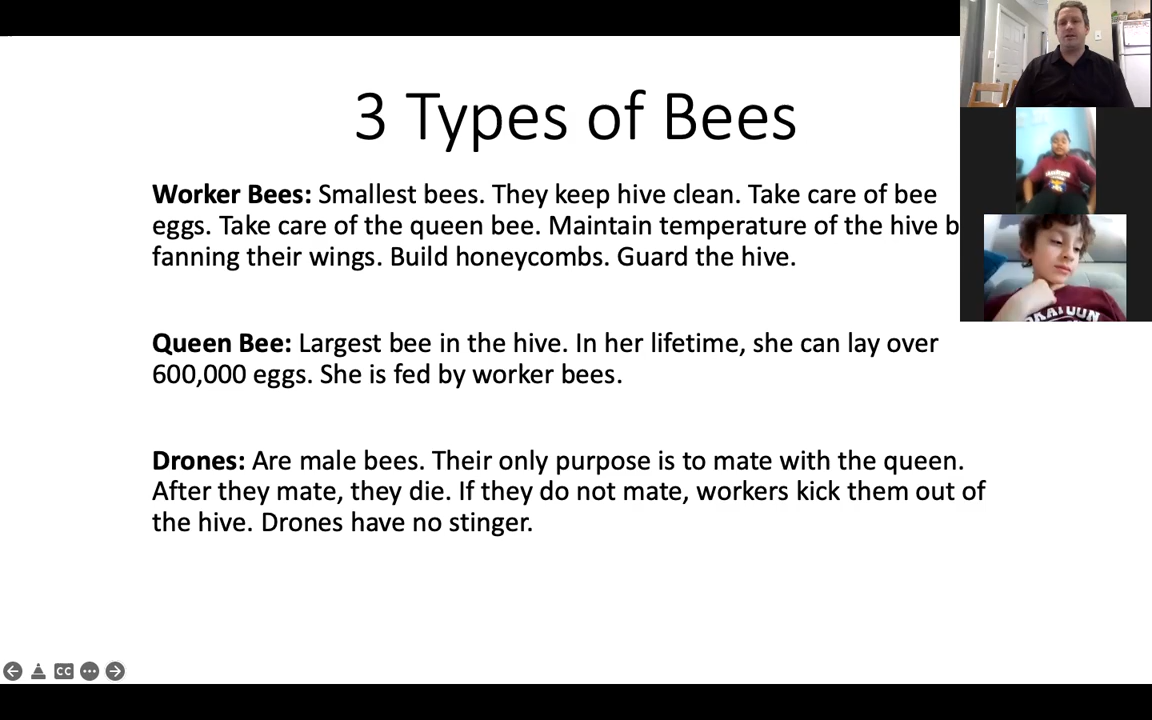 3 Types of Bees
Worker Bees: Smallest bees. They keep hive clean. Take care of bee
eggs. Take care of the queen bee. Maintain temperature of the hive b
fanning their wings. Build honeycombs. Guard the hive.
Queen Bee: Largest bee in the hive. In her lifetime, she can lay over
600,000 eggs. She is fed by worker bees.
Drones: Are male bees. Their only purpose is to mate with the queen.
After they mate, they die. If they do not mate, workers kick them out of
the hive. Drones have no stinger.
CC